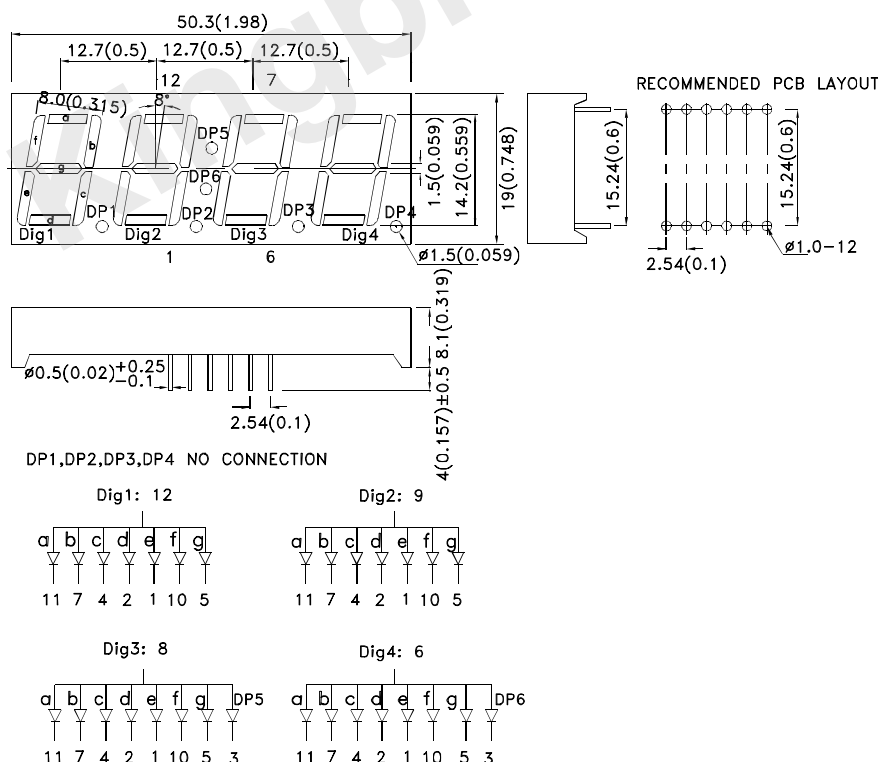 Kingbri
50.3(1.98)
12.7(0.5) 12.7(0.5) 12.7(0.5)
12 7
RECOMMENDED PCB LAYOUT
8.0(0.315) 8°
a
f b
g
e c
d
DP5
DP6
DP1 DP2 DP3 DP4
Dig1 Dig2 Dig3 Dig4
1 6
1.5(0.059)
14.2(0.559)
19(0.748)
15.24(0.6)
15.24(0.6)
ø1.5(0.059)
2.54(0.1)
ø1.0-12
ø0.5(0.02)+0.25
-0.1
2.54(0.1)
4(0.157)±0.5 8.1(0.319)
DP1,DP2,DP3,DP4 NO CONNECTION
Dig1: 12 Dig2: 9
a b c d e f g a b c d e f g
11 7 4 2 1 10 5 11 7 4 2 1 10 5
Dig3: 8 Dig4: 6
a b c d e f g DP5 a b c d e f g DP6
11 7 4 2 1 10 5 3 11 7 4 2 1 10 5 3